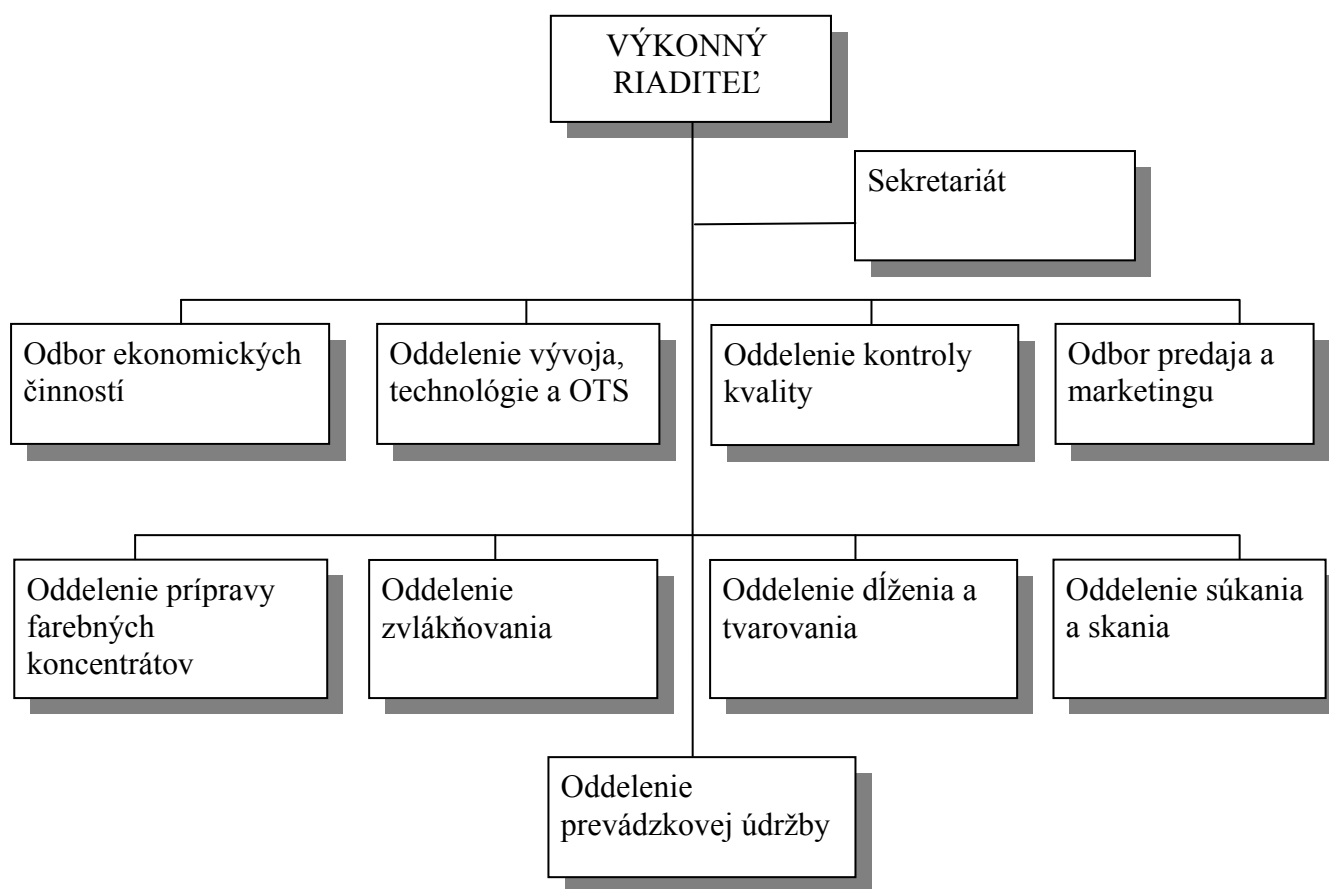 VÝKONNÝ
RIADITEĽ
Sekretariát
Odbor ekonomických
činností
Oddelenie vývoja,
technológie a OTS
Oddelenie kontroly
kvality
Odbor predaja a
marketingu
Oddelenie prípravy
farebných
koncentrátov
Oddelenie
zvlákňovania
Oddelenie dĺženia a
tvarovania
Oddelenie súkania
a skania
Oddelenie
prevádzkovej údržby